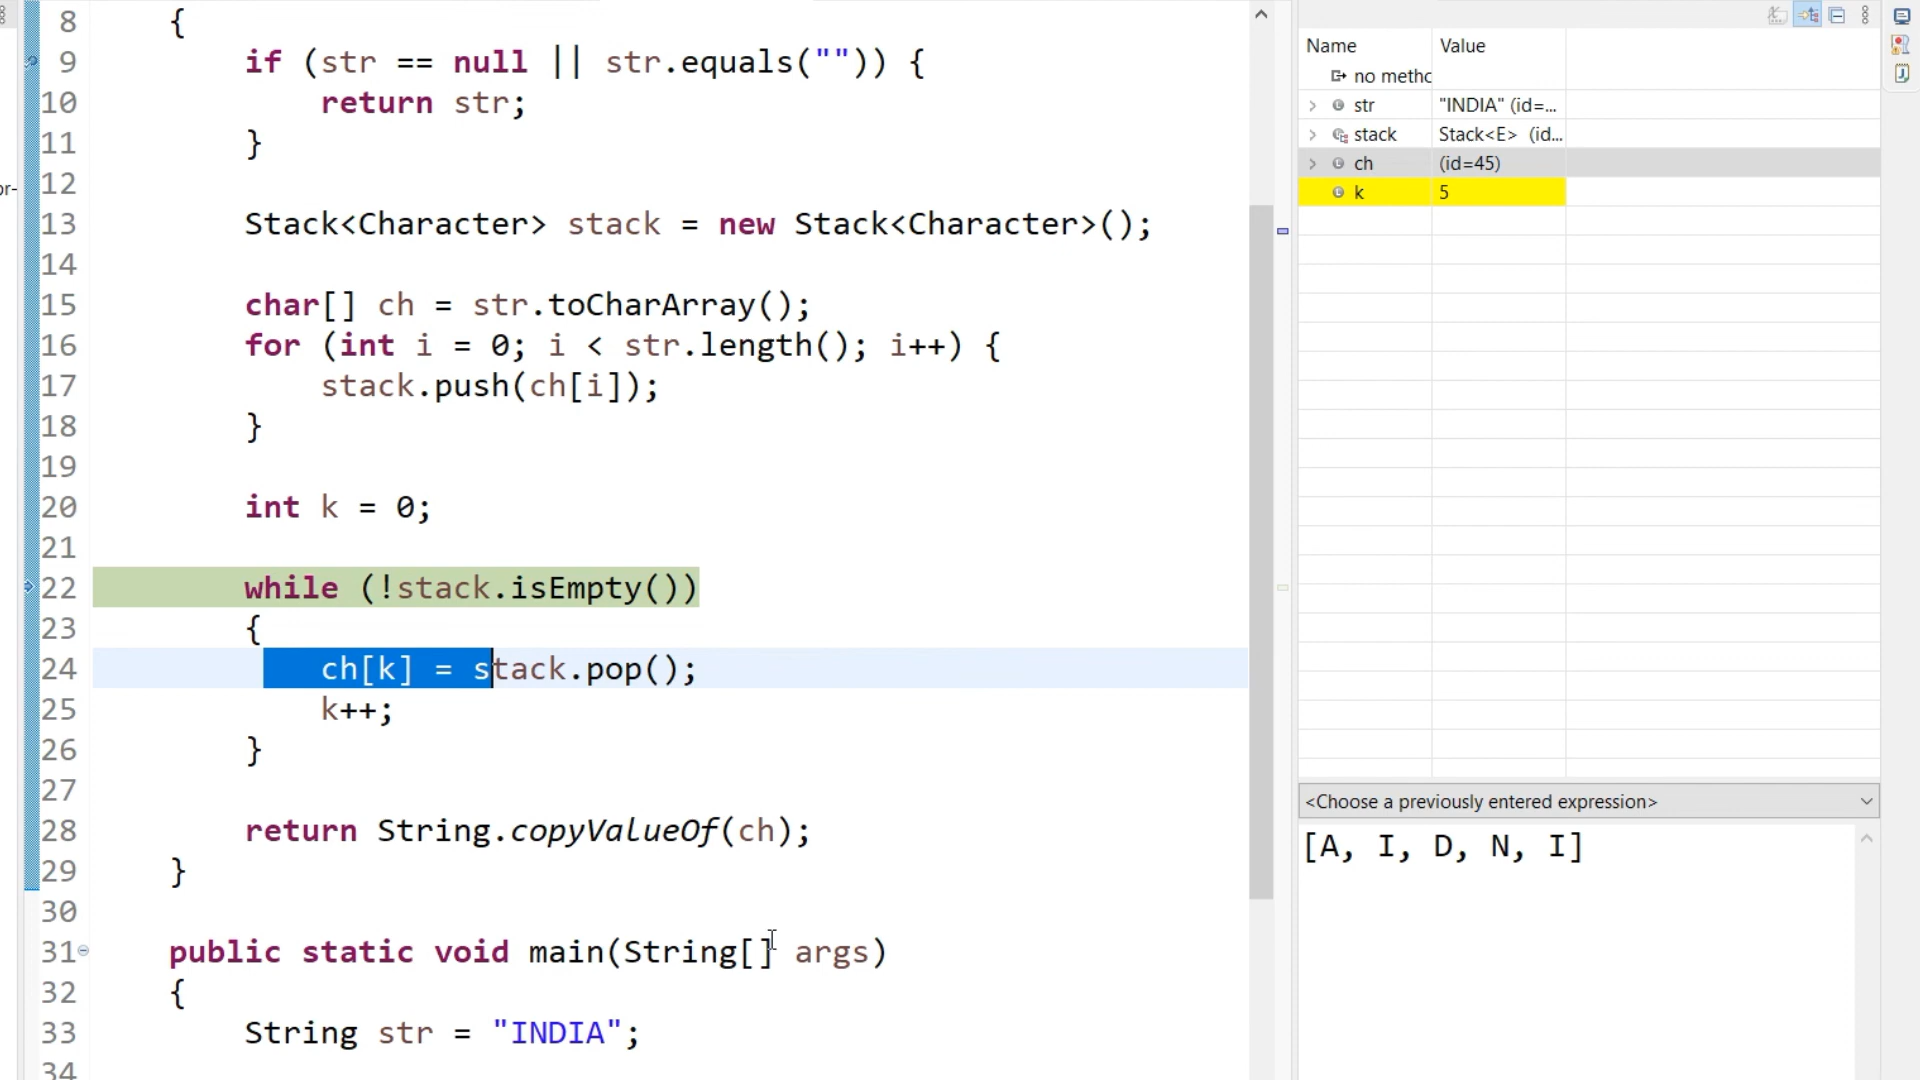 8 {
9 if (str == null || str.equals("")) {
10 return str;
11 }
12
13 Stack<Character> stack = new Stack<Character>();
14
15 char[] ch = str.toCharArray();
16 for (int i = 0; i < str.length(); i++) {
17 stack.push(ch[i]);
18 }
19
20 int k = 0;
21
22 while (!stack.isEmpty())
23 {
24 ch[k] = stack.pop();
25 k++;
26 }
27
28 return String.copyValueOf(ch);
29 }
30
31 public static void main(String[] args)
32 {
33 String str = "INDIA";
34
Name Value
no metho
str "INDIA" (id=...
stack Stack<E> (id...
ch (id=45)
k 5
<Choose a previously entered expression>
[A, I, D, N, I]